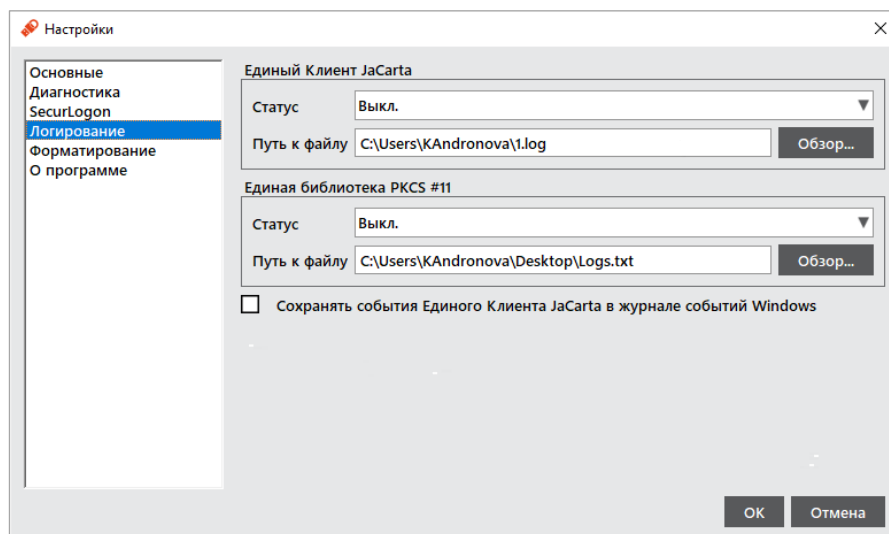 Настройки
Основные
Диагностика
SecurLogon
Логирование
Форматирование
О программе
Единый Клиент JaCarta
Статус Выкл.
Путь к файлу C:\Users\KAndronova\1.log Обзор...
Единая библиотека PKCS #11
Статус Выкл.
Путь к файлу C:\Users\KAndronova\Desktop\Logs.txt Обзор...
Сохранять события Единого Клиента JaCarta в журнале событий Windows
ОК Отмена